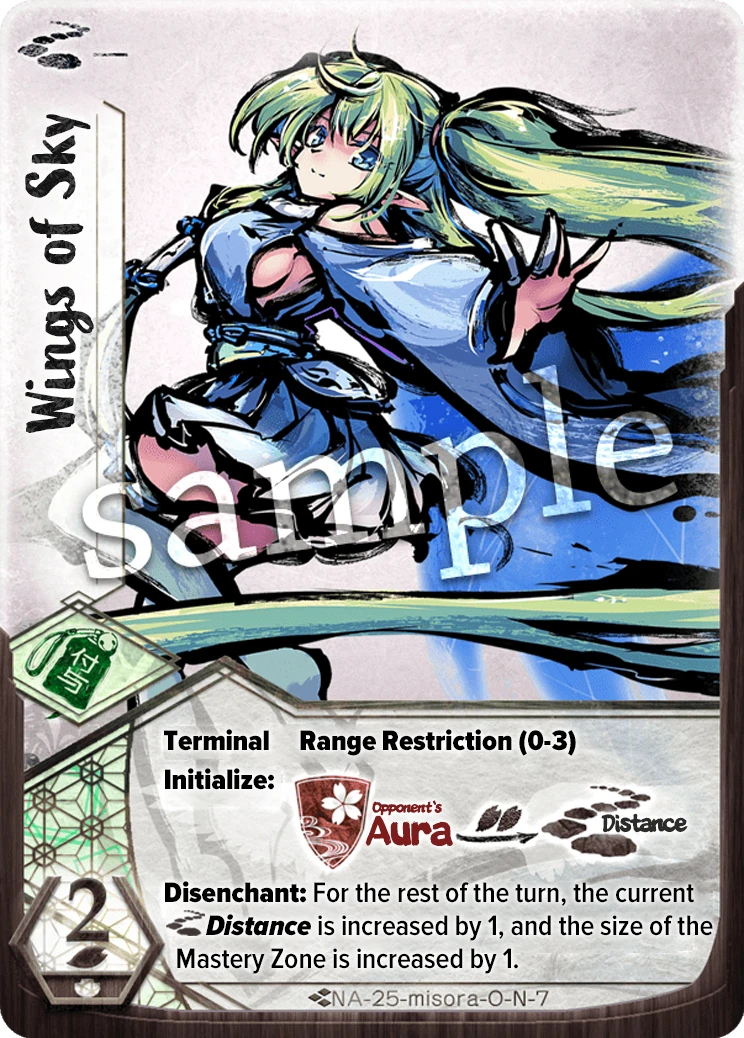 Wings of Sky
sample
付与
Terminal Range Restriction (0-3)
Initialize:
Opponent's
Aura
Distance
2
Disenchant: For the rest of the turn, the current
Distance is increased by 1, and the size of the
Mastery Zone is increased by 1.
NA-25-misora-O-N-7